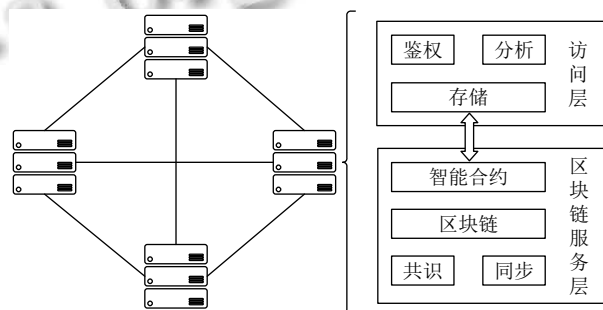 鉴权 分析
存储
访问层
智能合约
区块链
共识 同步
区块链服务层